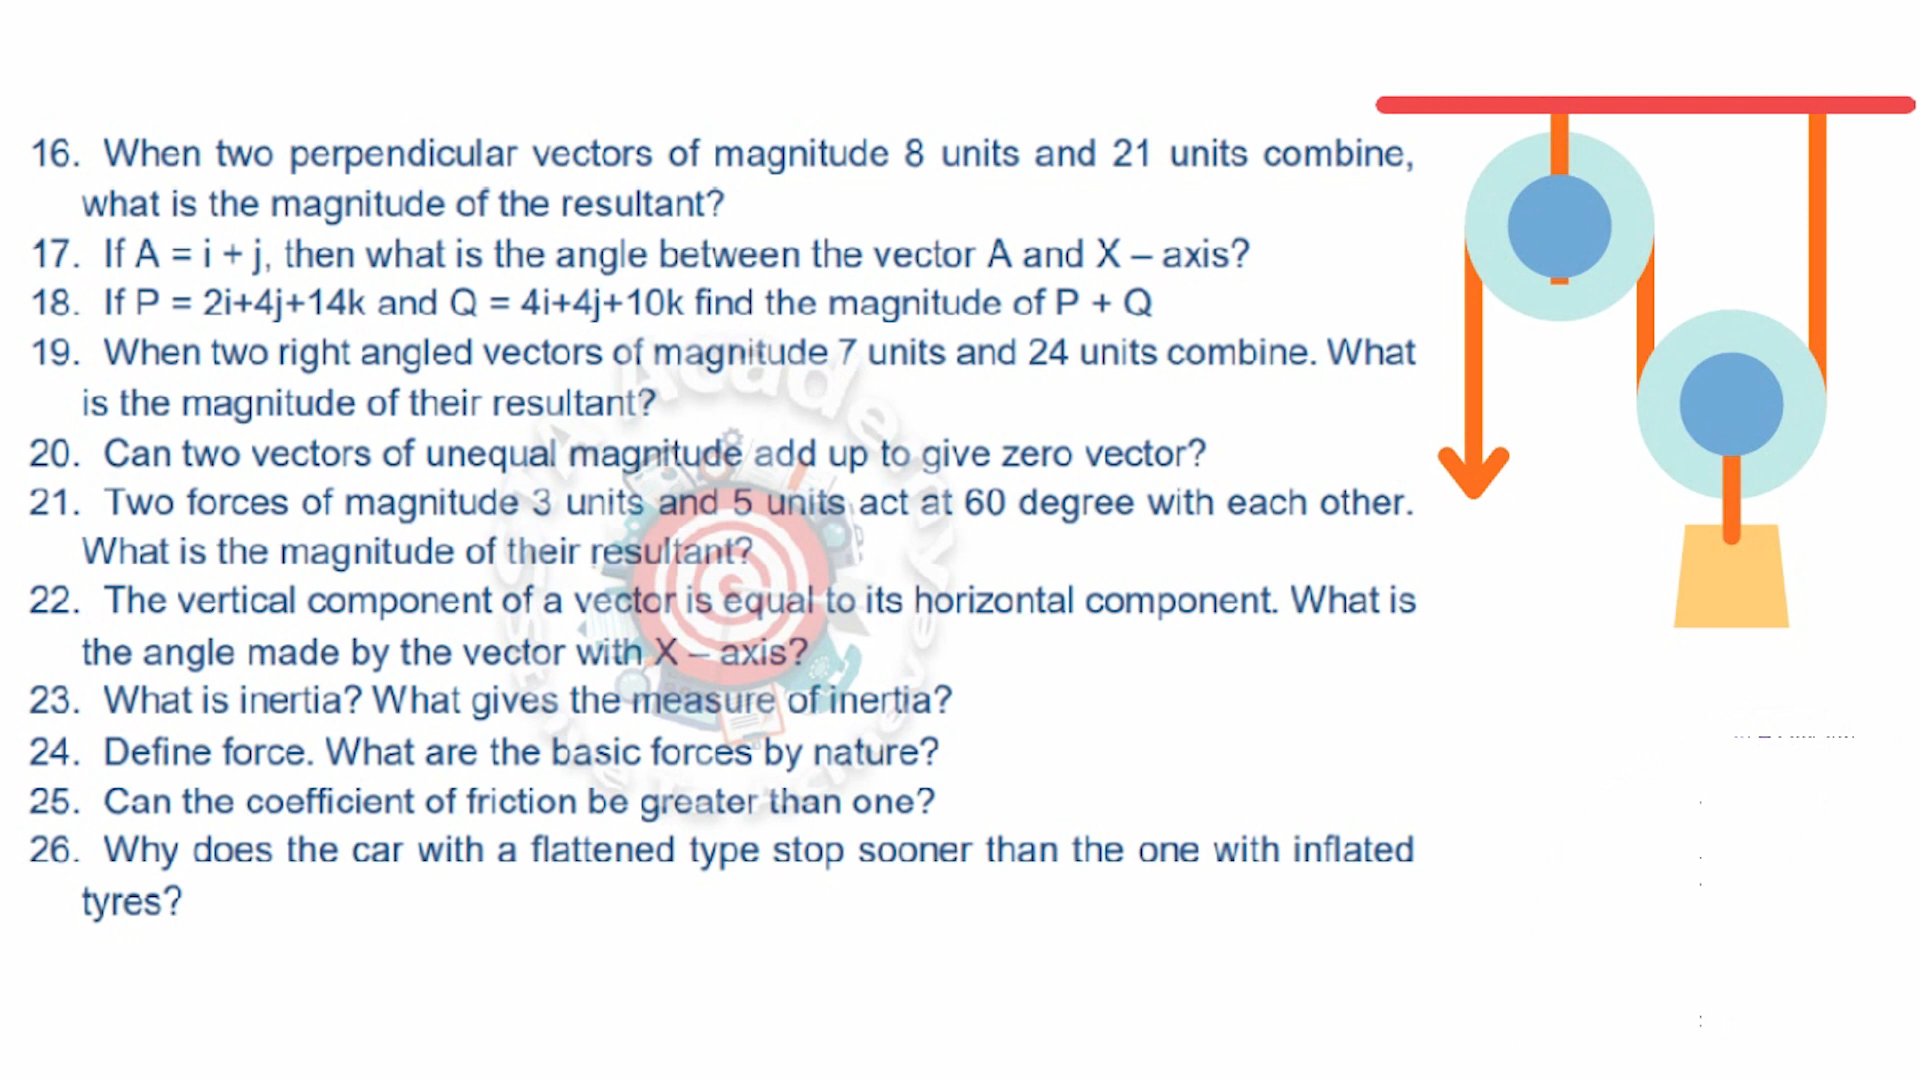 16. When two perpendicular vectors of magnitude 8 units and 21 units combine,
what is the magnitude of the resultant?
17. If A = i + j, then what is the angle between the vector A and X – axis?
18. If P = 2i+4j+14k and Q = 4i+4j+10k find the magnitude of P + Q
19. When two right angled vectors of magnitude 7 units and 24 units combine. What
is the magnitude of their resultant?
20. Can two vectors of unequal magnitude add up to give zero vector?
21. Two forces of magnitude 3 units and 5 units act at 60 degree with each other.
What is the magnitude of their resultant?
22. The vertical component of a vector is equal to its horizontal component. What is
the angle made by the vector with X – axis?
23. What is inertia? What gives the measure of inertia?
24. Define force. What are the basic forces by nature?
25. Can the coefficient of friction be greater than one?
26. Why does the car with a flattened type stop sooner than the one with inflated
tyres?
Academy